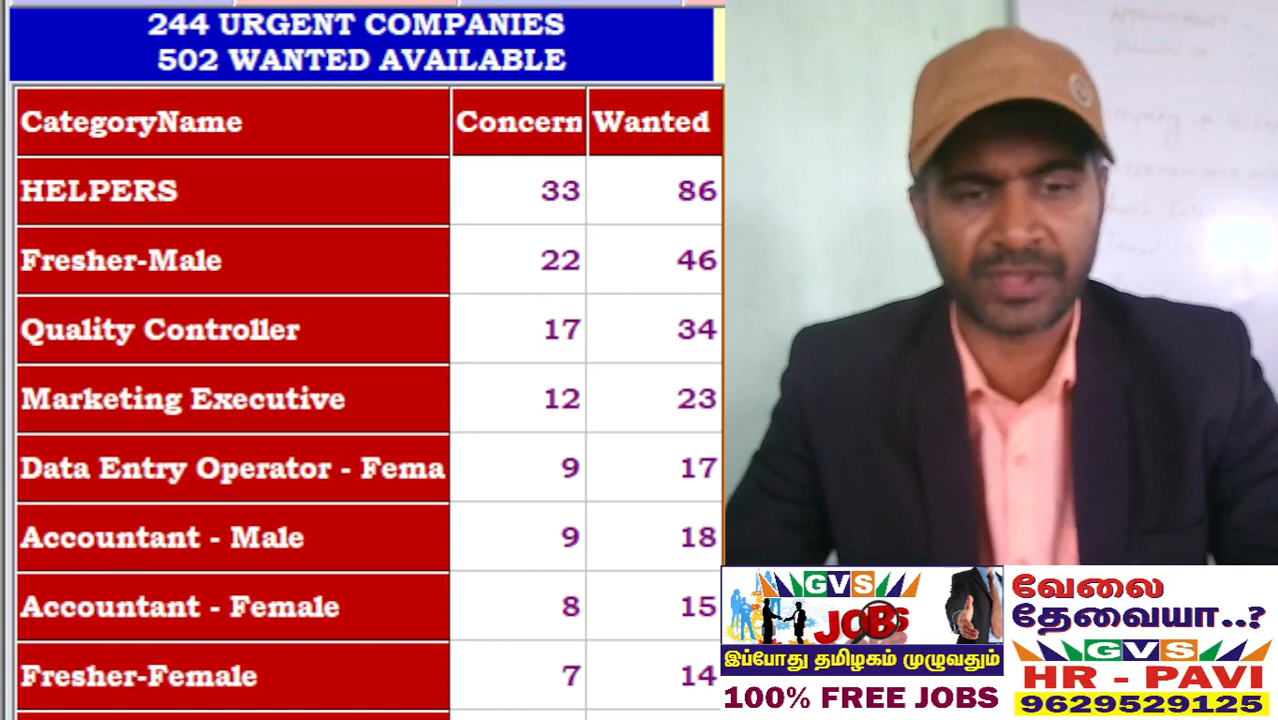 244 URGENT COMPANIES
502 WANTED AVAILABLE
CategoryName Concern Wanted
HELPERS 33 86
Fresher-Male 22 46
Quality Controller 17 34
Marketing Executive 12 23
Data Entry Operator - Fema 9 17
Accountant - Male 9 18
Accountant - Female 8 15
Fresher-Female 7 14
GVS
JOBS
இப்போது தமிழகம் முழுவதும்
100% FREE JOBS
வேலை
தேவையா..?
GVS
HR - PAVI
9629529125